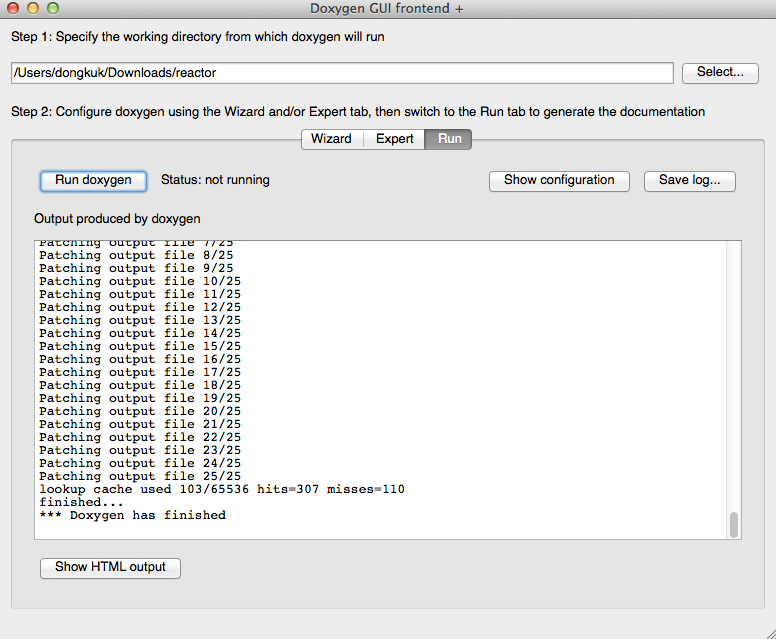 Doxygen GUI frontend +
Step 1: Specify the working directory from which doxygen will run
/Users/dongkuk/Downloads/reactor
Select...
Step 2: Configure doxygen using the Wizard and/or Expert tab, then switch to the Run tab to generate the documentation
Wizard Expert Run
Run doxygen Status: not running Show configuration Save log...
Output produced by doxygen
Patching output file 7/25
Patching output file 8/25
Patching output file 9/25
Patching output file 10/25
Patching output file 11/25
Patching output file 12/25
Patching output file 13/25
Patching output file 14/25
Patching output file 15/25
Patching output file 16/25
Patching output file 17/25
Patching output file 18/25
Patching output file 19/25
Patching output file 20/25
Patching output file 21/25
Patching output file 22/25
Patching output file 23/25
Patching output file 24/25
Patching output file 25/25
lookup cache used 103/65536 hits=307 misses=110
finished...
*** Doxygen has finished
Show HTML output